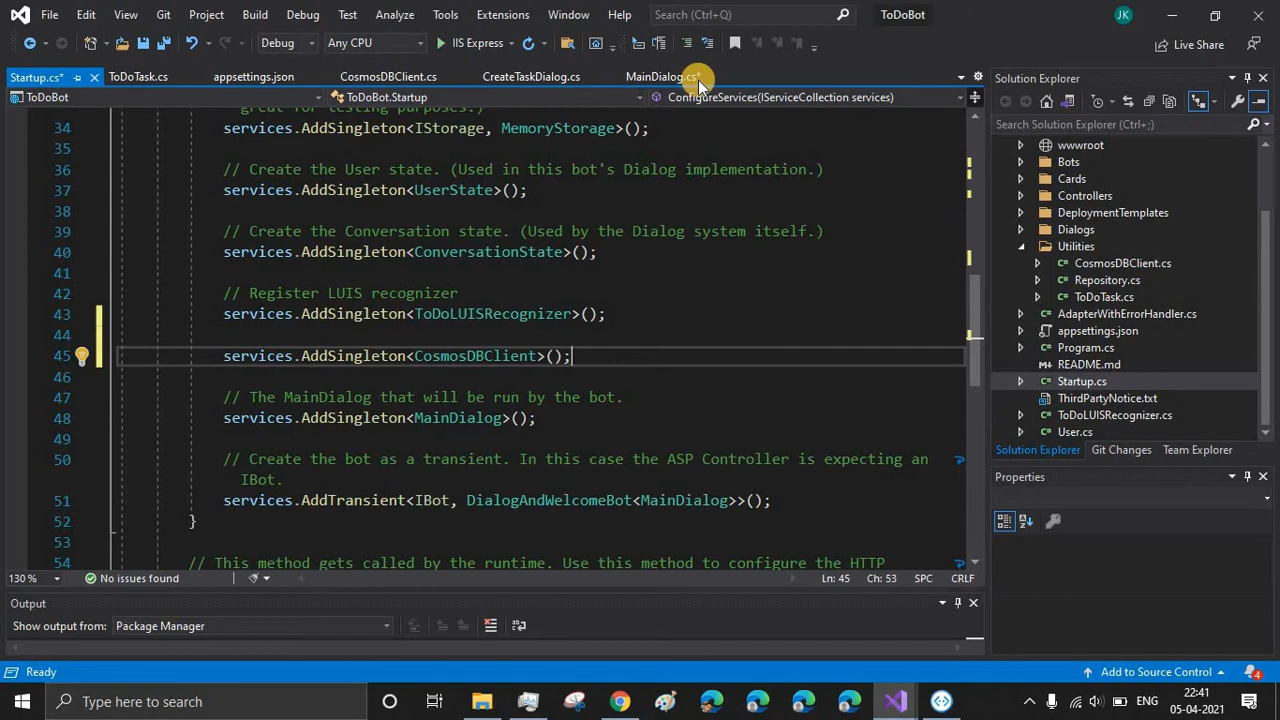 File Edit View Git Project Build Debug Test Analyze Tools Extensions Window Help Search (Ctrl+Q) ToDoBot JK
Debug Any CPU IIS Express Live Share
Startup.cs* ToDoTask.cs appsettings.json CosmosDBClient.cs CreateTaskDialog.cs MainDialog.cs*
ToDoBot ToDoBot.Startup ConfigureServices(IServiceCollection services)
great for testing purposes.)
34 services.AddSingleton<IStorage, MemoryStorage>();
35
36 // Create the User state. (Used in this bot's Dialog implementation.)
37 services.AddSingleton<UserState>();
38
39 // Create the Conversation state. (Used by the Dialog system itself.)
40 services.AddSingleton<ConversationState>();
41
42 // Register LUIS recognizer
43 services.AddSingleton<ToDoLUISRecognizer>();
44
45 services.AddSingleton<CosmosDBClient>();
46
47 // The MainDialog that will be run by the bot.
48 services.AddSingleton<MainDialog>();
49
50 // Create the bot as a transient. In this case the ASP Controller is expecting an
IBot.
51 services.AddTransient<IBot, DialogAndWelcomeBot<MainDialog>>();
52 }
53
54 // This method gets called by the runtime. Use this method to configure the HTTP
130 % No issues found Ln: 45 Ch: 53 SPC CRLF
Output
Show output from: Package Manager
Solution Explorer
Search Solution Explorer (Ctrl+;)
wwwroot
Bots
Cards
Controllers
DeploymentTemplates
Dialogs
Utilities
CosmosDBClient.cs
Repository.cs
ToDoTask.cs
AdapterWithErrorHandler.cs
appsettings.json
Program.cs
README.md
Startup.cs
ThirdPartyNotice.txt
ToDoLUISRecognizer.cs
User.cs
Solution Explorer Git Changes Team Explorer
Properties
Ready Add to Source Control 4
Type here to search ENG 22:41
05-04-2021